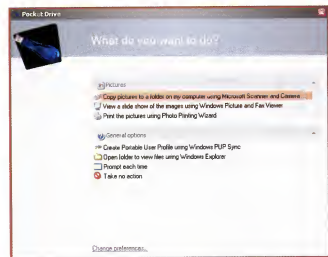 Pocket Drive
What do you want to do?
Pictures
Copy pictures to a folder on my computer using Microsoft Scanner and Camera
View a slide show of the images using Windows Picture and Fax Viewer
Print the pictures using Photo Printing Wizard
General options
Create Portable User Profile using Windows PUP Sync
Open folder to view files using Windows Explorer
Prompt each time
Take no action
Change preferences...